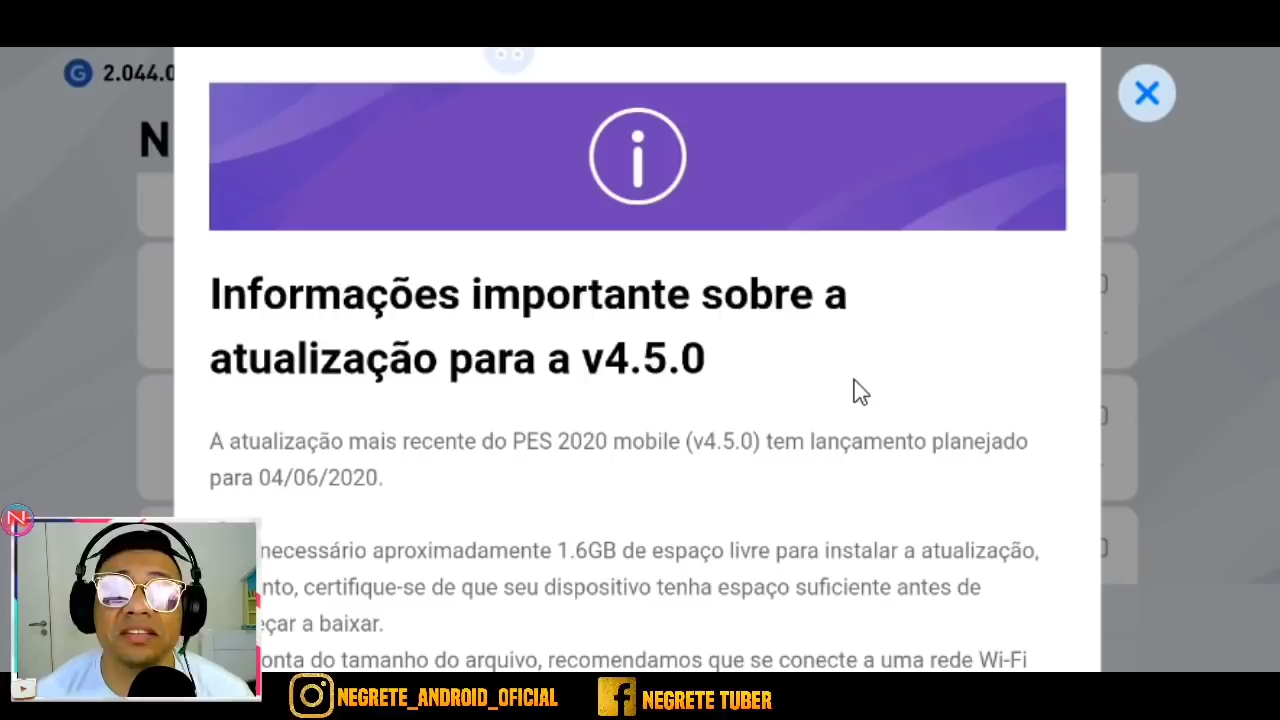 G 2.044.0
N
i
Informações importante sobre a
atualização para a v4.5.0
A atualização mais recente do PES 2020 mobile (v4.5.0) tem lançamento planejado
para 04/06/2020.
necessário aproximadamente 1.6GB de espaço livre para instalar a atualização,
nto, certifique-se de que seu dispositivo tenha espaço suficiente antes de
çar a baixar.
onta do tamanho do arquivo, recomendamos que se conecte a uma rede Wi-Fi
N
NEGRETE_ANDROID_OFICIAL
f NEGRETE TUBER